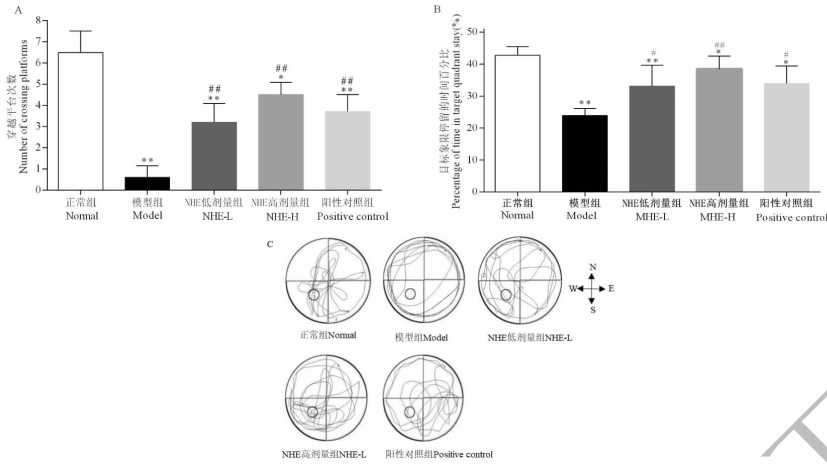 A
穿越平台次数
Number of crossing platforms
8
7
6
5
4
3
2
1
0
**
##
**
##
*
##
**
正常组
Normal
模型组
Model
NHE低剂量组
NHE-L
NHE高剂量组
NHE-H
阳性对照组
Positive control
B
目标象限停留的时间百分比
Percentage of time in target quadrant stay(%)
50
40
30
20
10
0
**
#
**
##
*
#
*
正常组
Normal
模型组
Model
NHE低剂量组
MHE-L
NHE高剂量组
MHE-H
阳性对照组
Positive control
C
N
W E
S
正常组Normal
模型组Model
NHE低剂量组NHE-L
NHE高剂量组NHE-L
阳性对照组Positive control